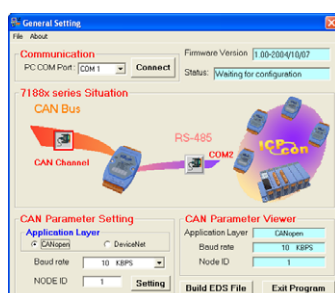 General Setting
File About
Communication
PC COM Port : COM 1 Connect
Firmware Version 1.00-2004/10/07
Status: Waiting for configuration
7188x series Situation
CAN Bus
CAN Channel
RS-485
COM2
ICP con
CAN Parameter Setting
Application Layer
CANopen DeviceNet
Baud rate 10 KBPS
NODE ID 1 Setting
CAN Parameter Viewer
Application Layer CANopen
Baud rate 10 KBPS
Node ID 1
Build EDS File Exit Program